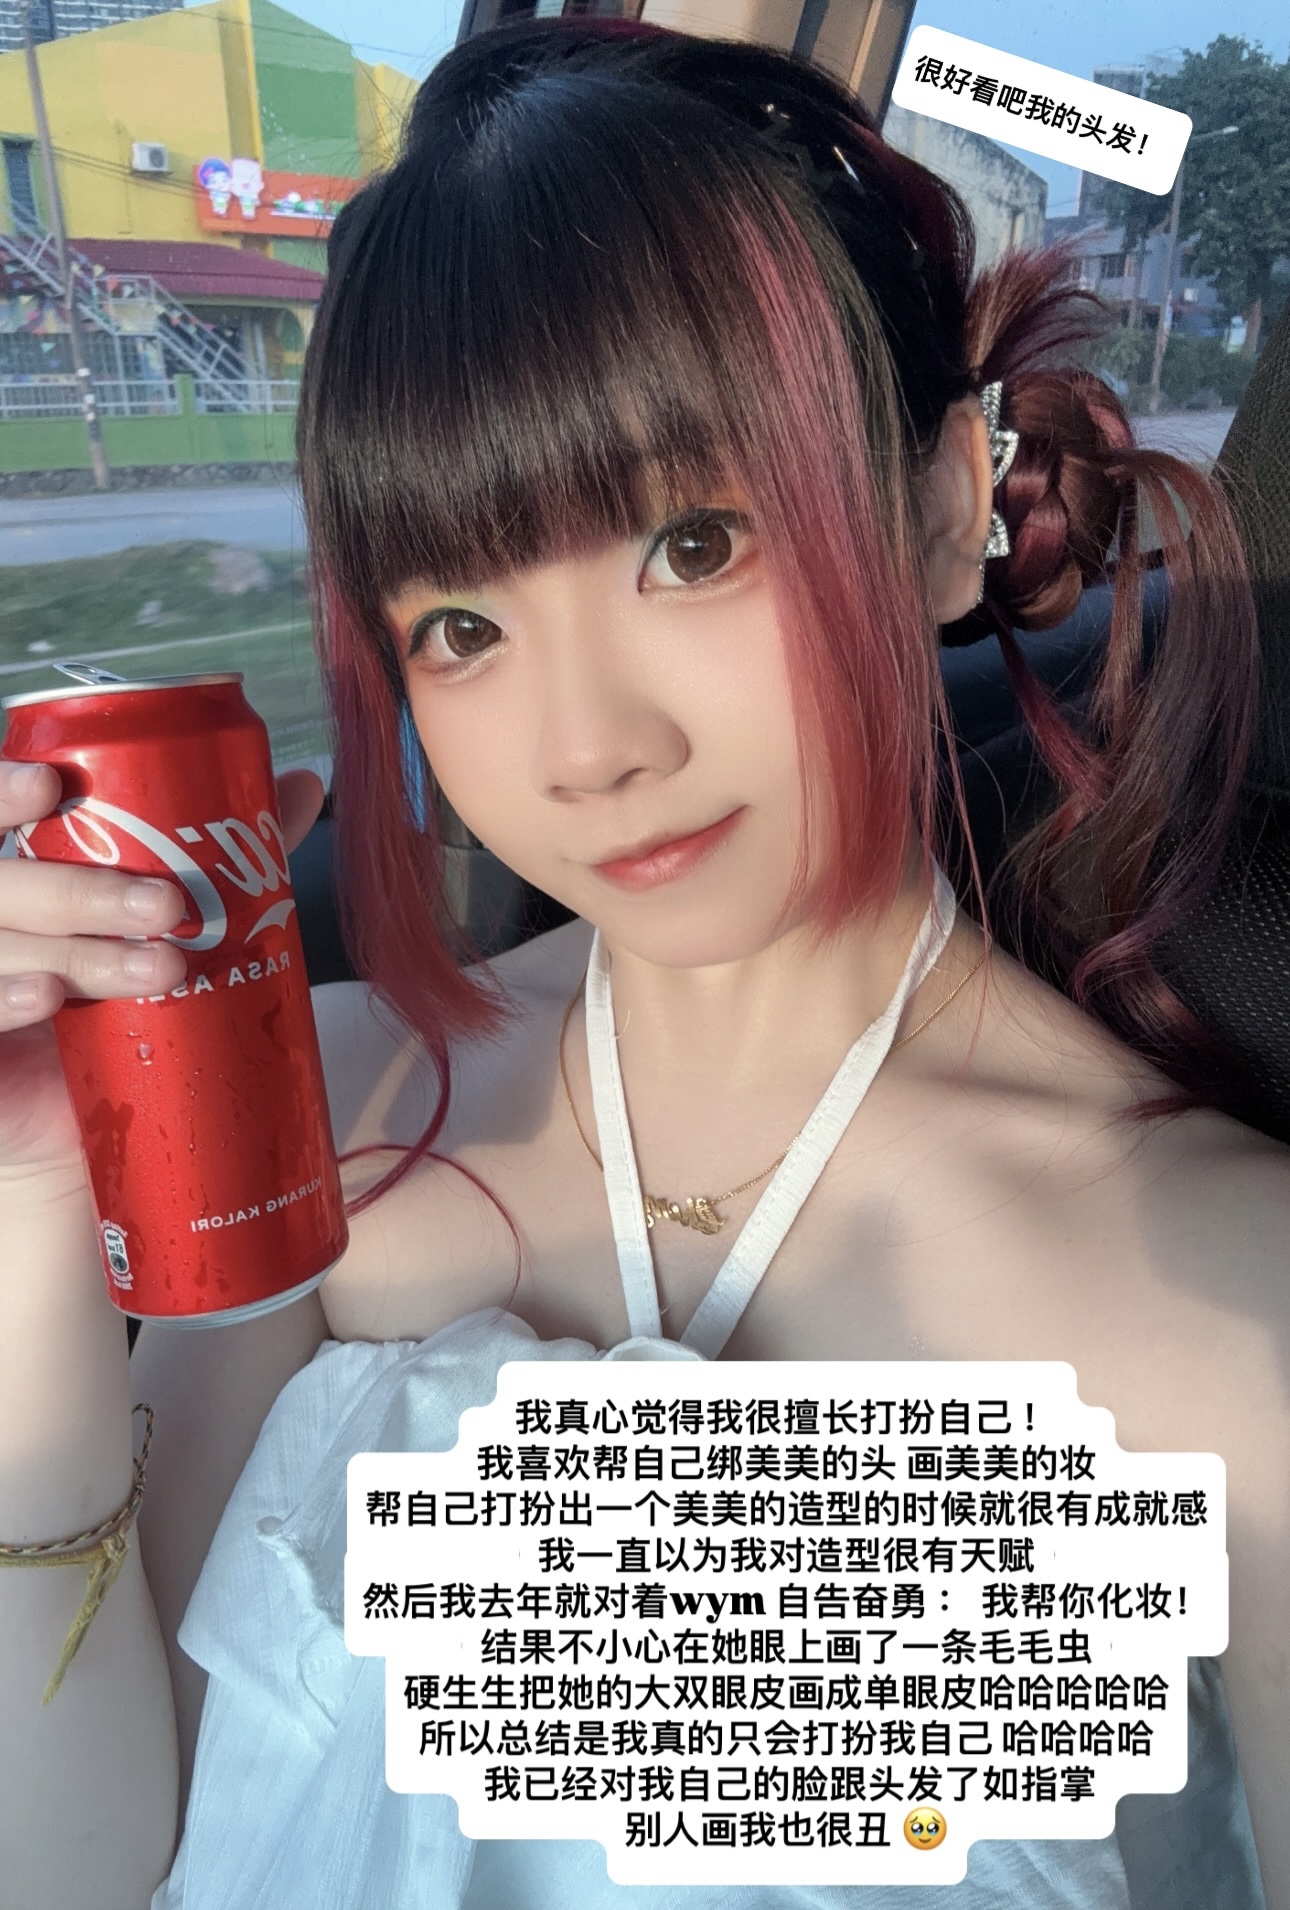 很好看吧我的头发！
ca-C
RASA ASLI
KURANG KALORI
我真心觉得我很擅长打扮自己！
我喜欢帮自己绑美美的头 画美美的妆
帮自己打扮出一个美美的造型的时候就很有成就感
我一直以为我对造型很有天赋
然后我去年就对着wym 自告奋勇： 我帮你化妆！
结果不小心在她眼上画了一条毛毛虫
硬生生把她的大双眼皮画成单眼皮哈哈哈哈哈
所以总结是我真的只会打扮我自己 哈哈哈哈
我已经对我自己的脸跟头发了如指掌
别人画我也很丑 🥹